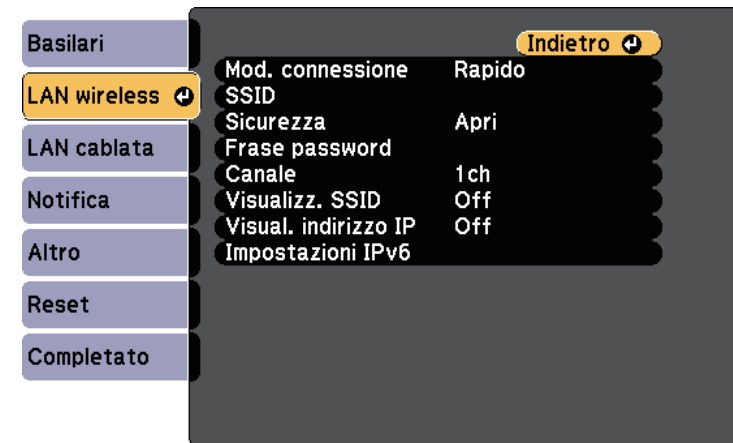 Basilari
LAN wireless
LAN cablata
Notifica
Altro
Reset
Completato
Indietro
Mod. connessione Rapido
SSID
Sicurezza Apri
Frase password
Canale 1ch
Visualizz. SSID Off
Visual. indirizzo IP Off
Impostazioni IPv6